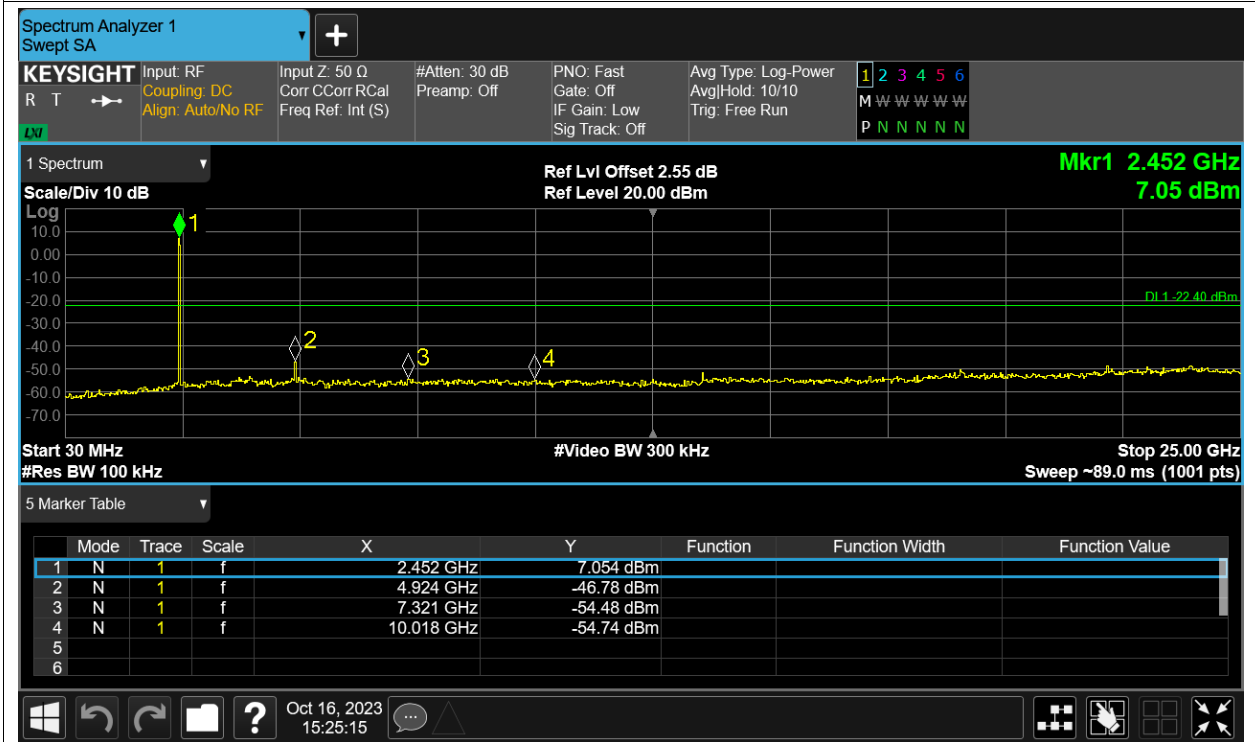 Spectrum Analyzer 1
Swept SA
+
KEYSIGHT
R T
LXI
Input: RF
Coupling: DC
Align: Auto/No RF
Input Z: 50 Ω
Corr CCorr RCal
Freq Ref: Int (S)
#Atten: 30 dB
Preamp: Off
PNO: Fast
Gate: Off
IF Gain: Low
Sig Track: Off
Avg Type: Log-Power
Avg|Hold: 10/10
Trig: Free Run
1 2 3 4 5 6
M W W W W W
P N N N N N
1 Spectrum
Scale/Div 10 dB
Ref Lvl Offset 2.55 dB
Ref Level 20.00 dBm
Mkr1 2.452 GHz
7.05 dBm
Log
10.0
0.00
-10.0
-20.0
-30.0
-40.0
-50.0
-60.0
-70.0
1
2
3
4
DL1 -22.40 dBm
Start 30 MHz
#Res BW 100 kHz
#Video BW 300 kHz
Stop 25.00 GHz
Sweep ~89.0 ms (1001 pts)
5 Marker Table
Mode Trace Scale X Y Function Function Width Function Value
1 N 1 f 2.452 GHz 7.054 dBm
2 N 1 f 4.924 GHz -46.78 dBm
3 N 1 f 7.321 GHz -54.48 dBm
4 N 1 f 10.018 GHz -54.74 dBm
5
6
?
Oct 16, 2023
15:25:15